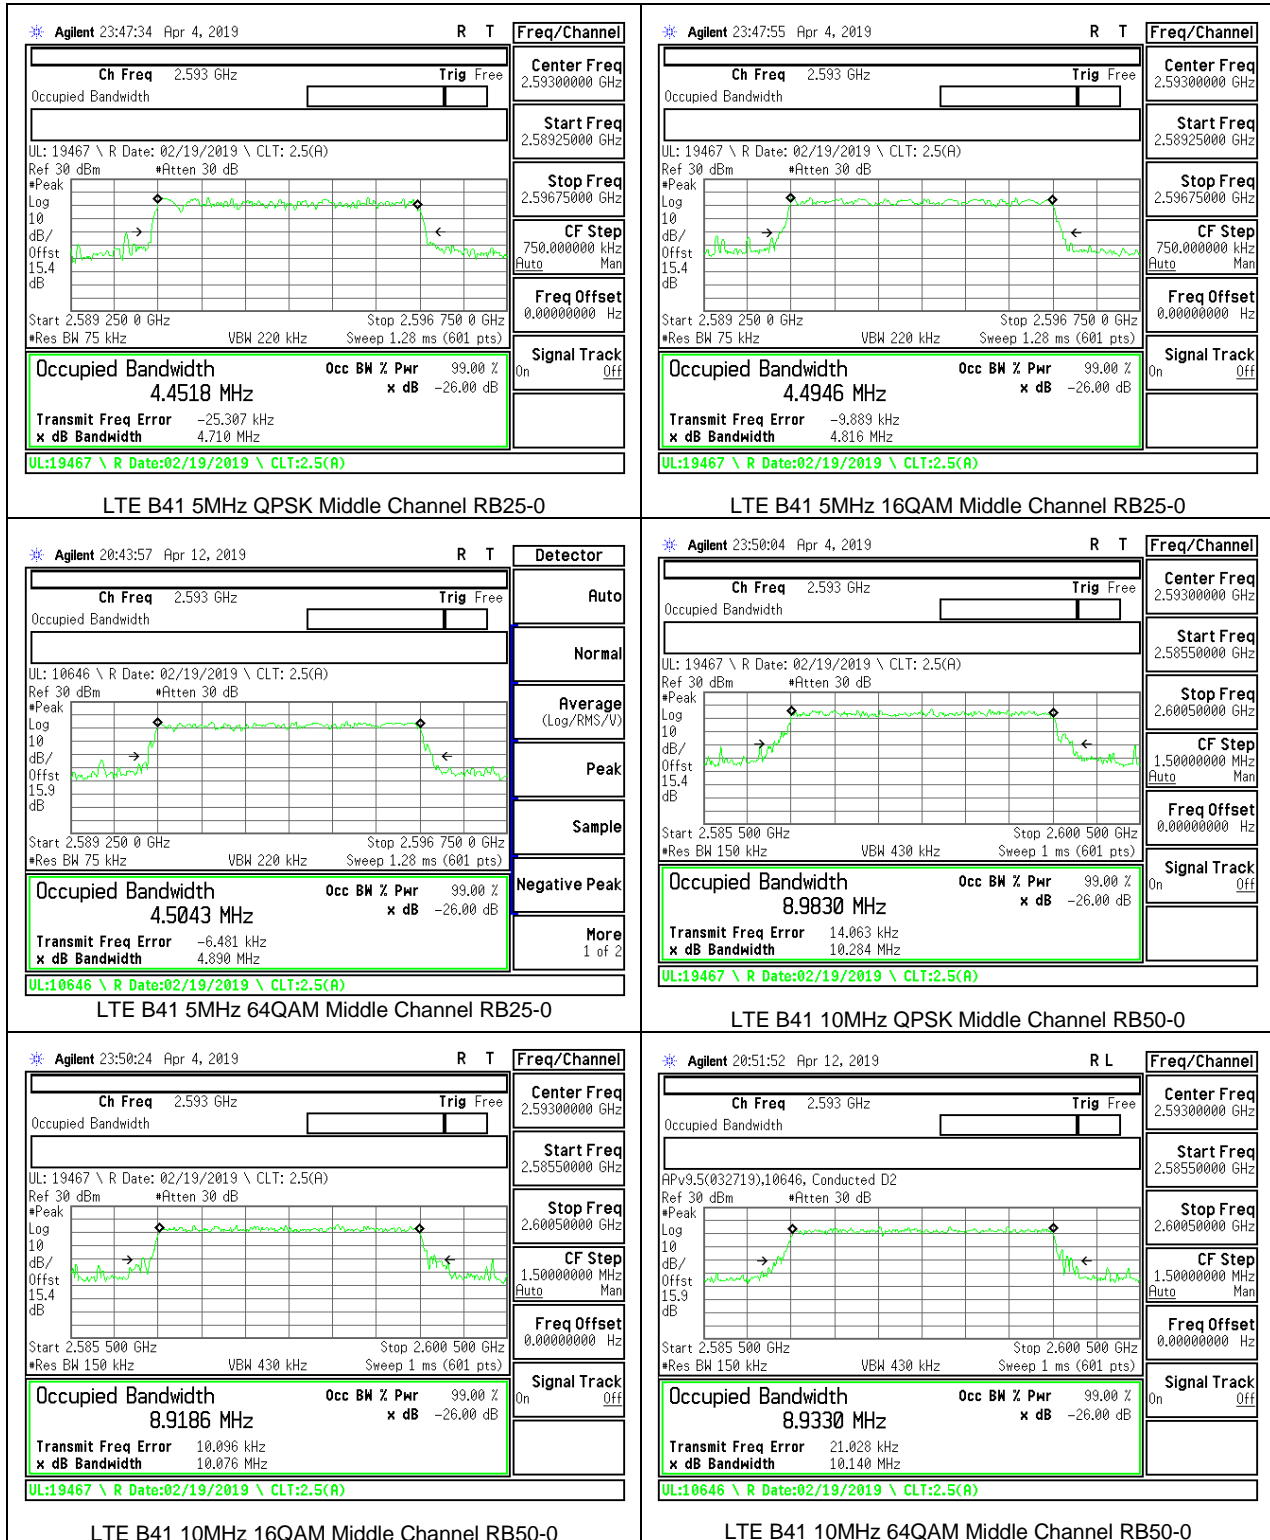 Agilent 23:47:34 Apr 4, 2019 R T Freq/Channel
Ch Freq 2.593 GHz Trig Free
Occupied Bandwidth
Center Freq
2.59300000 GHz
Start Freq
2.58925000 GHz
UL: 19467 \ R Date: 02/19/2019 \ CLT: 2.5(A)
Ref 30 dBm #Atten 30 dB
#Peak
Log
10
dB/
Offst
15.4
dB
Stop Freq
2.59675000 GHz
CF Step
750.000000 kHz
Auto Man
Freq Offset
0.00000000 Hz
Start 2.589 250 0 GHz Stop 2.596 750 0 GHz
#Res BW 75 kHz VBW 220 kHz Sweep 1.28 ms (601 pts)
Signal Track
On Off
Occupied Bandwidth Occ BW % Pwr 99.00 %
4.4518 MHz x dB -26.00 dB
Transmit Freq Error -25.307 kHz
x dB Bandwidth 4.710 MHz
UL:19467 \ R Date:02/19/2019 \ CLT:2.5(A)
LTE B41 5MHz QPSK Middle Channel RB25-0
Agilent 23:47:55 Apr 4, 2019 R T Freq/Channel
Ch Freq 2.593 GHz Trig Free
Occupied Bandwidth
Center Freq
2.59300000 GHz
Start Freq
2.58925000 GHz
UL: 19467 \ R Date: 02/19/2019 \ CLT: 2.5(A)
Ref 30 dBm #Atten 30 dB
#Peak
Log
10
dB/
Offst
15.4
dB
Stop Freq
2.59675000 GHz
CF Step
750.000000 kHz
Auto Man
Freq Offset
0.00000000 Hz
Start 2.589 250 0 GHz Stop 2.596 750 0 GHz
#Res BW 75 kHz VBW 220 kHz Sweep 1.28 ms (601 pts)
Signal Track
On Off
Occupied Bandwidth Occ BW % Pwr 99.00 %
4.4946 MHz x dB -26.00 dB
Transmit Freq Error -9.889 kHz
x dB Bandwidth 4.816 MHz
UL:19467 \ R Date:02/19/2019 \ CLT:2.5(A)
LTE B41 5MHz 16QAM Middle Channel RB25-0
Agilent 20:43:57 Apr 12, 2019 R T Detector
Ch Freq 2.593 GHz Trig Free
Occupied Bandwidth
Auto
Normal
UL: 10646 \ R Date: 02/19/2019 \ CLT: 2.5(A)
Ref 30 dBm #Atten 30 dB
#Peak
Log
10
dB/
Offst
15.9
dB
Average
(Log/RMS/V)
Peak
Sample
Start 2.589 250 0 GHz Stop 2.596 750 0 GHz
#Res BW 75 kHz VBW 220 kHz Sweep 1.28 ms (601 pts)
Negative Peak
More
1 of 2
Occupied Bandwidth Occ BW % Pwr 99.00 %
4.5043 MHz x dB -26.00 dB
Transmit Freq Error -6.481 kHz
x dB Bandwidth 4.890 MHz
UL:10646 \ R Date:02/19/2019 \ CLT:2.5(A)
LTE B41 5MHz 64QAM Middle Channel RB25-0
Agilent 23:50:04 Apr 4, 2019 R T Freq/Channel
Ch Freq 2.593 GHz Trig Free
Occupied Bandwidth
Center Freq
2.59300000 GHz
Start Freq
2.58550000 GHz
UL: 19467 \ R Date: 02/19/2019 \ CLT: 2.5(A)
Ref 30 dBm #Atten 30 dB
#Peak
Log
10
dB/
Offst
15.4
dB
Stop Freq
2.60050000 GHz
CF Step
1.50000000 MHz
Auto Man
Freq Offset
0.00000000 Hz
Start 2.585 500 GHz Stop 2.600 500 GHz
#Res BW 150 kHz VBW 430 kHz Sweep 1 ms (601 pts)
Signal Track
On Off
Occupied Bandwidth Occ BW % Pwr 99.00 %
8.9830 MHz x dB -26.00 dB
Transmit Freq Error 14.063 kHz
x dB Bandwidth 10.284 MHz
UL:19467 \ R Date:02/19/2019 \ CLT:2.5(A)
LTE B41 10MHz QPSK Middle Channel RB50-0
Agilent 23:50:24 Apr 4, 2019 R T Freq/Channel
Ch Freq 2.593 GHz Trig Free
Occupied Bandwidth
Center Freq
2.59300000 GHz
Start Freq
2.58550000 GHz
UL: 19467 \ R Date: 02/19/2019 \ CLT: 2.5(A)
Ref 30 dBm #Atten 30 dB
#Peak
Log
10
dB/
Offst
15.4
dB
Stop Freq
2.60050000 GHz
CF Step
1.50000000 MHz
Auto Man
Freq Offset
0.00000000 Hz
Start 2.585 500 GHz Stop 2.600 500 GHz
#Res BW 150 kHz VBW 430 kHz Sweep 1 ms (601 pts)
Signal Track
On Off
Occupied Bandwidth Occ BW % Pwr 99.00 %
8.9186 MHz x dB -26.00 dB
Transmit Freq Error 10.096 kHz
x dB Bandwidth 10.076 MHz
UL:19467 \ R Date:02/19/2019 \ CLT:2.5(A)
LTE B41 10MHz 16QAM Middle Channel RB50-0
Agilent 20:51:52 Apr 12, 2019 R L Freq/Channel
Ch Freq 2.593 GHz Trig Free
Occupied Bandwidth
Center Freq
2.59300000 GHz
Start Freq
2.58550000 GHz
APv9.5(032719),10646, Conducted D2
Ref 30 dBm #Atten 30 dB
#Peak
Log
10
dB/
Offst
15.9
dB
Stop Freq
2.60050000 GHz
CF Step
1.50000000 MHz
Auto Man
Freq Offset
0.00000000 Hz
Start 2.585 500 GHz Stop 2.600 500 GHz
#Res BW 150 kHz VBW 430 kHz Sweep 1 ms (601 pts)
Signal Track
On Off
Occupied Bandwidth Occ BW % Pwr 99.00 %
8.9330 MHz x dB -26.00 dB
Transmit Freq Error 21.028 kHz
x dB Bandwidth 10.140 MHz
UL:10646 \ R Date:02/19/2019 \ CLT:2.5(A)
LTE B41 10MHz 64QAM Middle Channel RB50-0